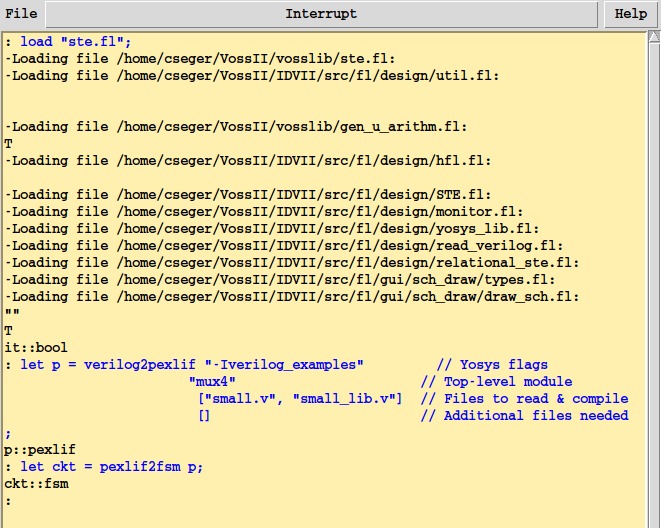 File Interrupt Help
: load "ste.fl";
-Loading file /home/cseger/VossII/vosslib/ste.fl:
-Loading file /home/cseger/VossII/IDVII/src/fl/design/util.fl:
-Loading file /home/cseger/VossII/vosslib/gen_u_arithm.fl:
T
-Loading file /home/cseger/VossII/IDVII/src/fl/design/hfl.fl:
-Loading file /home/cseger/VossII/IDVII/src/fl/design/STE.fl:
-Loading file /home/cseger/VossII/IDVII/src/fl/design/monitor.fl:
-Loading file /home/cseger/VossII/IDVII/src/fl/design/yosys_lib.fl:
-Loading file /home/cseger/VossII/IDVII/src/fl/design/read_verilog.fl:
-Loading file /home/cseger/VossII/IDVII/src/fl/design/relational_ste.fl:
-Loading file /home/cseger/VossII/IDVII/src/fl/gui/sch_draw/types.fl:
-Loading file /home/cseger/VossII/IDVII/src/fl/gui/sch_draw/draw_sch.fl:
""
T
it::bool
: let p = verilog2pexlif "-Iverilog_examples" // Yosys flags
"mux4" // Top-level module
["small.v", "small_lib.v"] // Files to read & compile
[] // Additional files needed
;
p::pexlif
: let ckt = pexlif2fsm p;
ckt::fsm
: